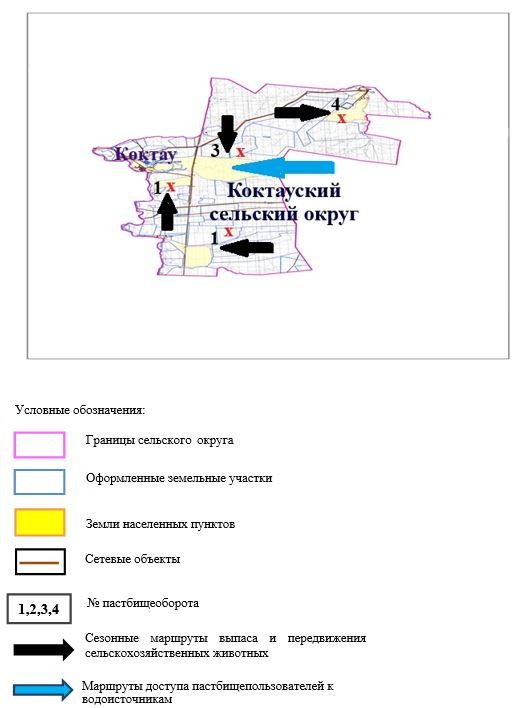 4
х
3 х
Коктау
1 х
Коктауский
сельский округ
х
1
Условные обозначения:
Границы сельского округа
Оформленные земельные участки
Земли населенных пунктов
Сетевые объекты
1,2,3,4 № пастбищеоборота
Сезонные маршруты выпаса и передвижения
сельскохозяйственных животных
Маршруты доступа пастбищепользователей к
водоисточникам